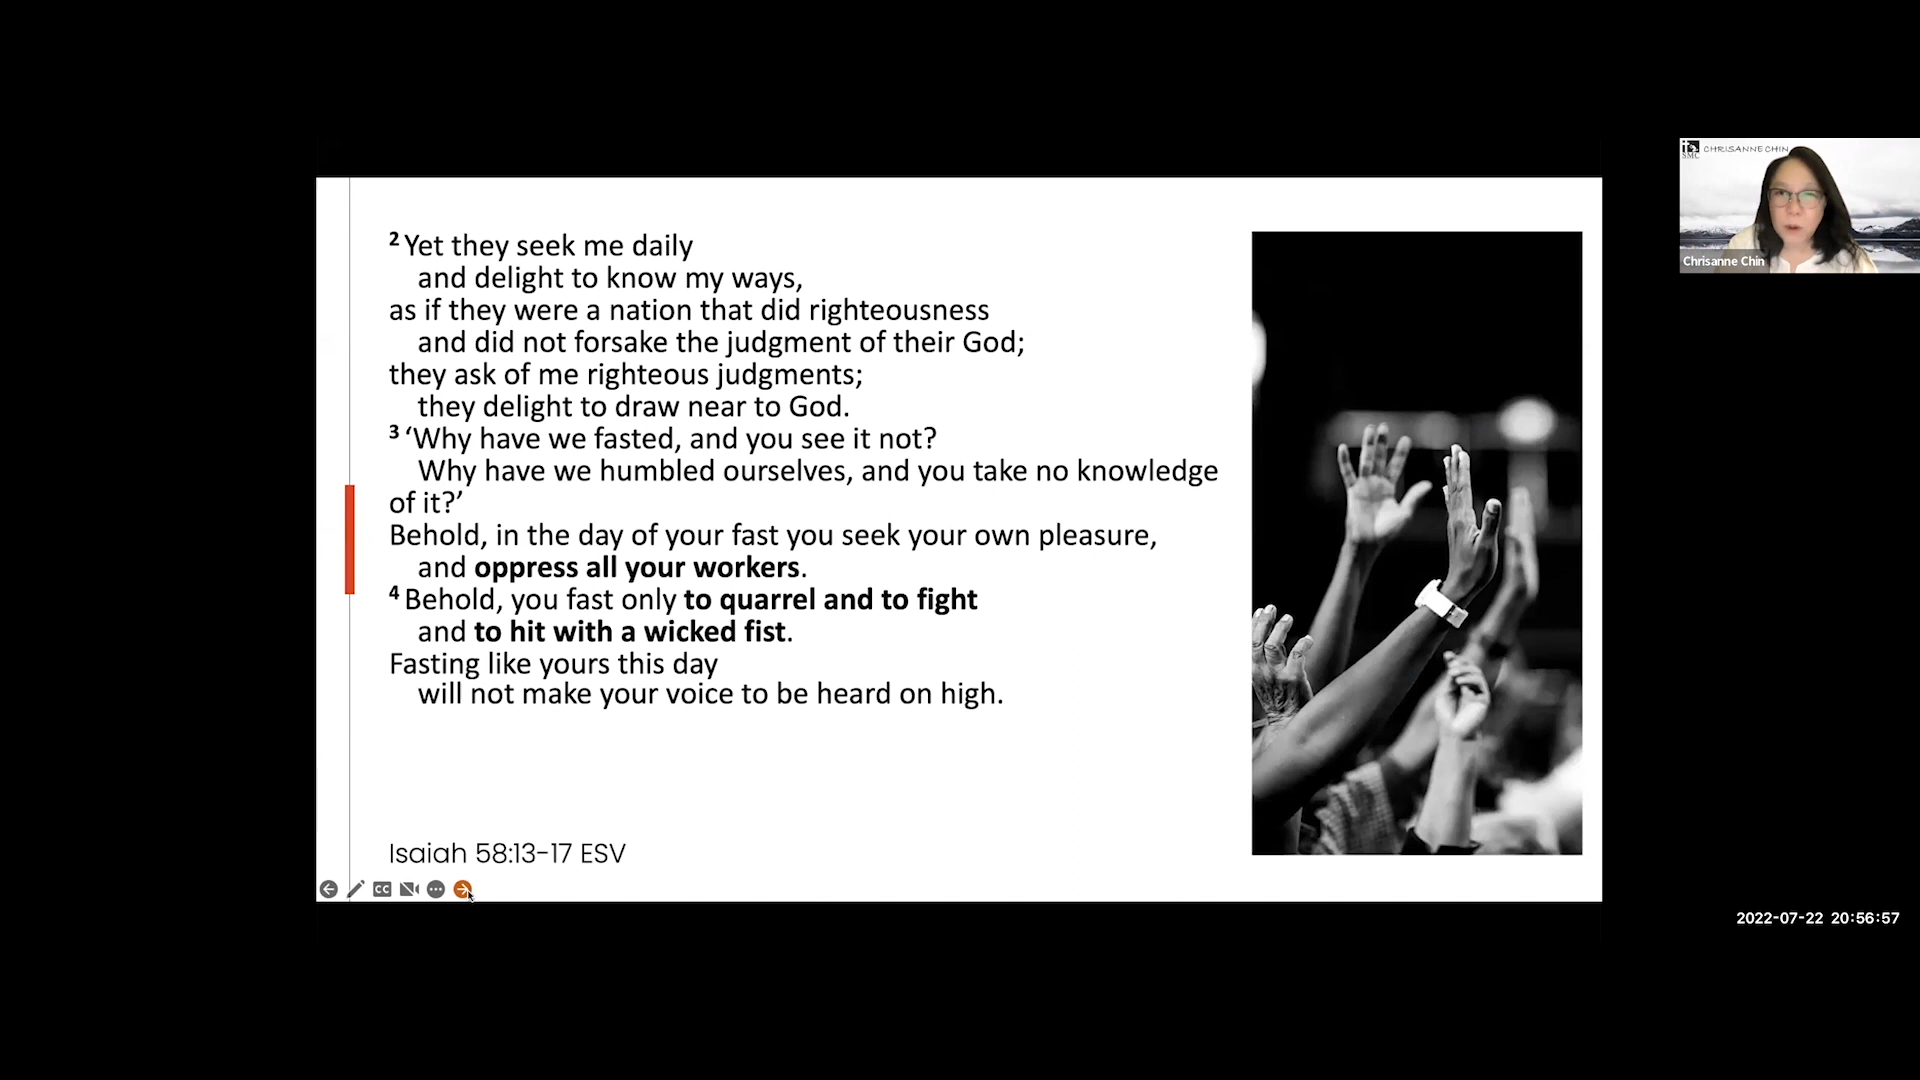 ² Yet they seek me daily
and delight to know my ways,
as if they were a nation that did righteousness
and did not forsake the judgment of their God;
they ask of me righteous judgments;
they delight to draw near to God.
³ ‘Why have we fasted, and you see it not?
Why have we humbled ourselves, and you take no knowledge
of it?’
Behold, in the day of your fast you seek your own pleasure,
and oppress all your workers.
⁴ Behold, you fast only to quarrel and to fight
and to hit with a wicked fist.
Fasting like yours this day
will not make your voice to be heard on high.
Isaiah 58:13-17 ESV
CC
SMC
CHRISANNE CHIN
Chrisanne Chin
2022-07-22 20:56:57